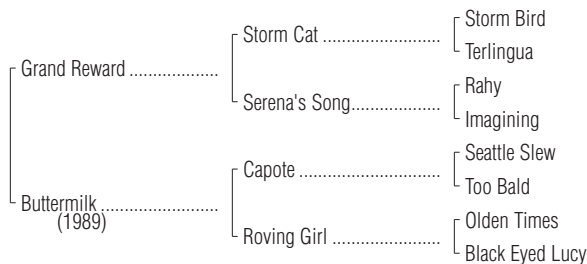 Storm Bird
Storm Cat ..............................
Terlingua
Grand Reward ......................
Rahy
Serena's Song......................
Imagining
Seattle Slew
Capote ...................................
Too Bald
Buttermilk .............................
(1989)
Olden Times
Roving Girl ...........................
Black Eyed Lucy